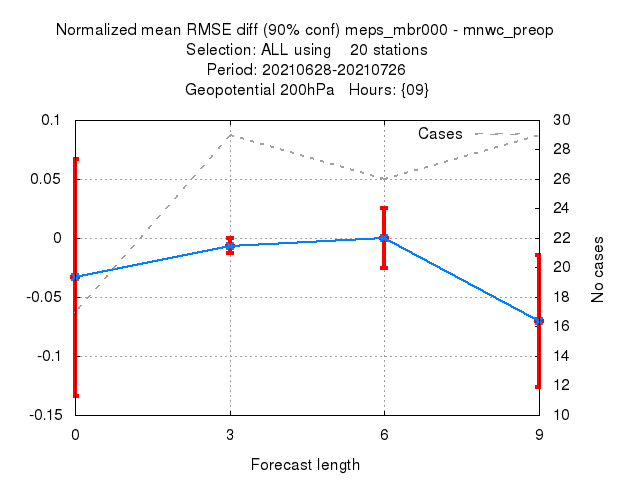 Normalized mean RMSE diff (90% conf) meps_mbr000 - mnwc_preop
Selection: ALL using 20 stations
Period: 20210628-20210726
Geopotential 200hPa Hours: {09}
Cases
0.1
0.05
0
-0.05
-0.1
-0.15
30
28
26
24
22
20
18
16
14
12
10
No cases
0 3 6 9
Forecast length